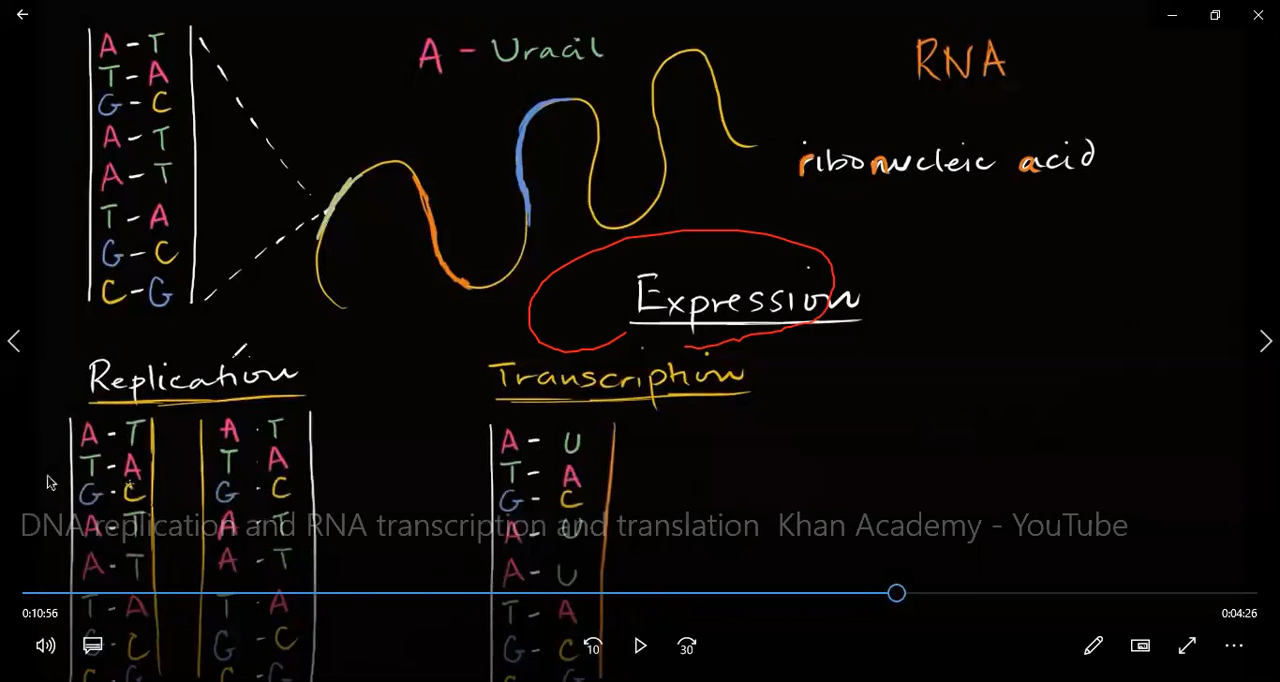 A - T
T - A
G - C
A - T
A - T
T - A
G - C
C - G
A - Uracil
RNA
ribonucleic acid
Expression
Replication
A - T A · T
T - A T · A
G · C G · C
A - T A · T
A - T A · T
T - A T · A
G - C G - C
C - G C - G
Transcription
A - U
T - A
G - C
A - U
A - U
T - A
G - C
G
DNA replication and RNA transcription and translation Khan Academy - YouTube
0:10:56
0:04:26
10
30